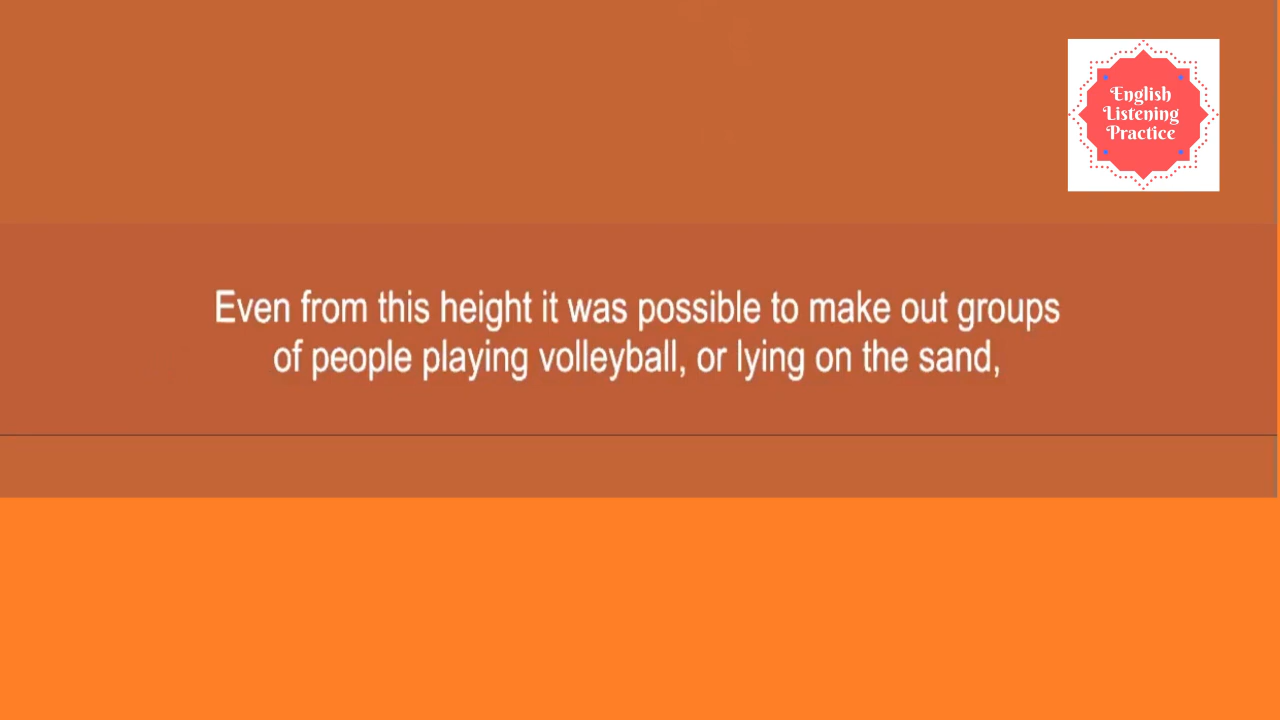 English
Listening
Practice
Even from this height it was possible to make out groups
of people playing volleyball, or lying on the sand,